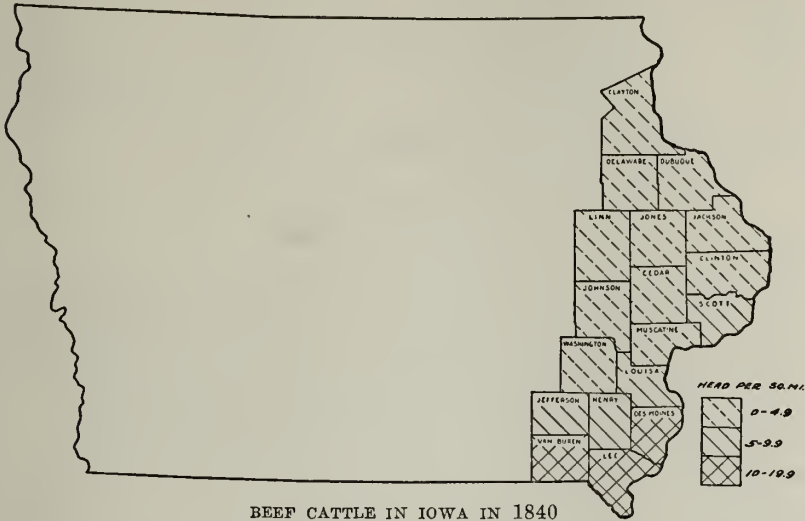 CLAYTON
DELAWARE DUBUQUE
LINN JONES JACKSON
CLINTON
CEDAR
JOHNSON
SCOTT
MUSCATINE
WASHINGTON
LOUISA
HEAD PER SQ. MI.
JEFFERSON HENRY
DES MOINES
0-4.9
VAN BUREN
5-9.9
LEE
10-19.9
BEEF CATTLE IN IOWA IN 1840